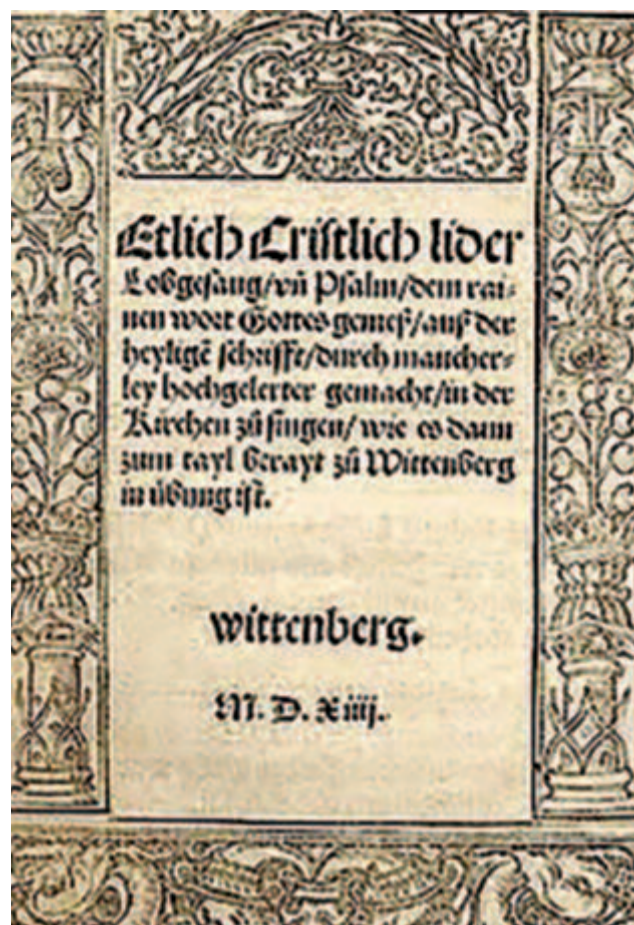 Etlich Cristlich lider
Lobgesang/vñ Psalm/dem rai⸗
nen wort Gottes gemeß/auß der
heyligẽ schrifft/durch mancher⸗
ley hochgelerter gemacht/in der
Kirchen zů singen/wie es dann
zum tayl berayt zů Wittenberg
in übung ist.
wittenberg.
M. D. Xiiij.